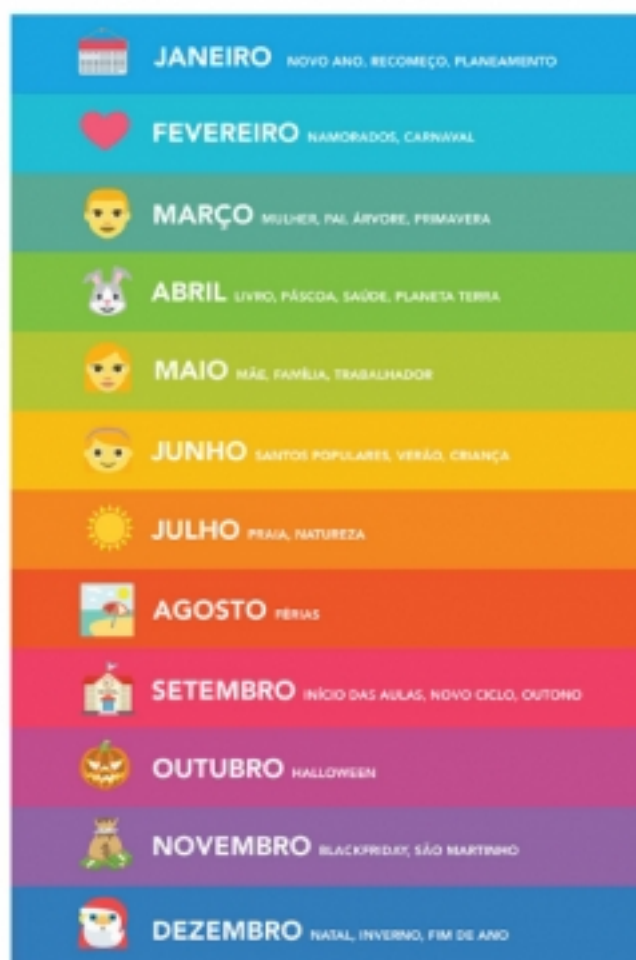 JANEIRO NOVO ANO, RECOMEÇO, PLANEAMENTO
FEVEREIRO NAMORADOS, CARNAVAL
MARÇO MULHER, PAI, ÁRVORE, PRIMAVERA
ABRIL LIVRO, PÁSCOA, SAÚDE, PLANETA TERRA
MAIO MÃE, FAMÍLIA, TRABALHADOR
JUNHO SANTOS POPULARES, VERÃO, CRIANÇA
JULHO PRAIA, NATUREZA
AGOSTO FÉRIAS
SETEMBRO INÍCIO DAS AULAS, NOVO CICLO, OUTONO
OUTUBRO HALLOWEEN
NOVEMBRO BLACKFRIDAY, SÃO MARTINHO
DEZEMBRO NATAL, INVERNO, FIM DE ANO